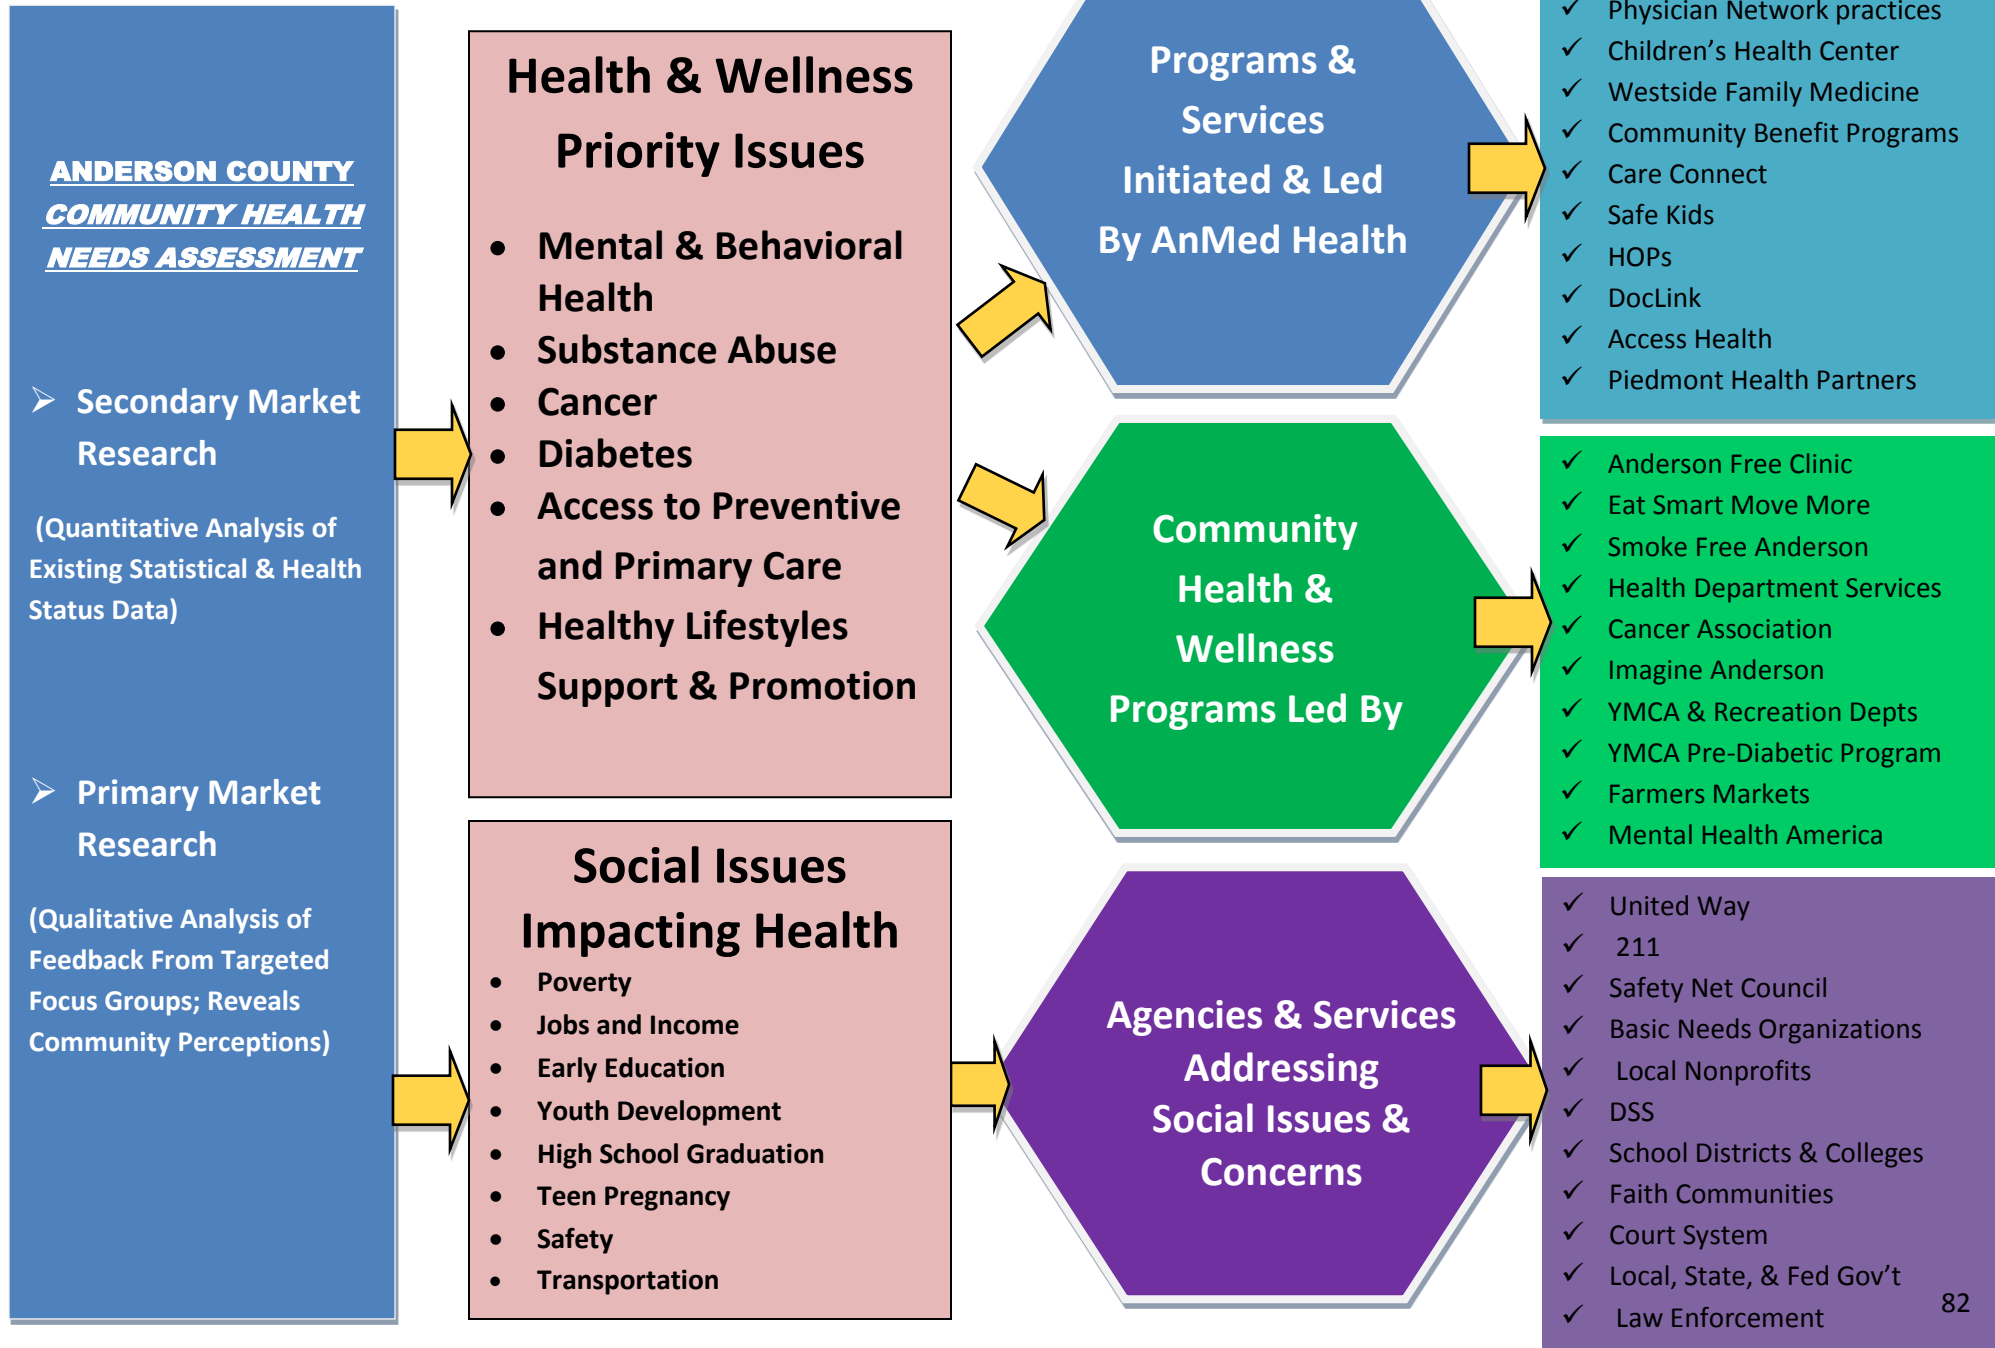 ANDERSON COUNTY
COMMUNITY HEALTH
NEEDS ASSESSMENT
Secondary Market
Research
(Quantitative Analysis of
Existing Statistical & Health
Status Data)
Primary Market
Research
(Qualitative Analysis of
Feedback From Targeted
Focus Groups; Reveals
Community Perceptions)
Health & Wellness
Priority Issues
• Mental & Behavioral
Health
• Substance Abuse
• Cancer
• Diabetes
• Access to Preventive
and Primary Care
• Healthy Lifestyles
Support & Promotion
Social Issues
Impacting Health
• Poverty
• Jobs and Income
• Early Education
• Youth Development
• High School Graduation
• Teen Pregnancy
• Safety
• Transportation
Programs &
Services
Initiated & Led
By AnMed Health
Community
Health &
Wellness
Programs Led By
Agencies & Services
Addressing
Social Issues &
Concerns
✓ Physician Network practices
✓ Children’s Health Center
✓ Westside Family Medicine
✓ Community Benefit Programs
✓ Care Connect
✓ Safe Kids
✓ HOPs
✓ DocLink
✓ Access Health
✓ Piedmont Health Partners
✓ Anderson Free Clinic
✓ Eat Smart Move More
✓ Smoke Free Anderson
✓ Health Department Services
✓ Cancer Association
✓ Imagine Anderson
✓ YMCA & Recreation Depts
✓ YMCA Pre-Diabetic Program
✓ Farmers Markets
✓ Mental Health America
✓ United Way
✓ 211
✓ Safety Net Council
✓ Basic Needs Organizations
✓ Local Nonprofits
✓ DSS
✓ School Districts & Colleges
✓ Faith Communities
✓ Court System
✓ Local, State, & Fed Gov’t
✓ Law Enforcement
82